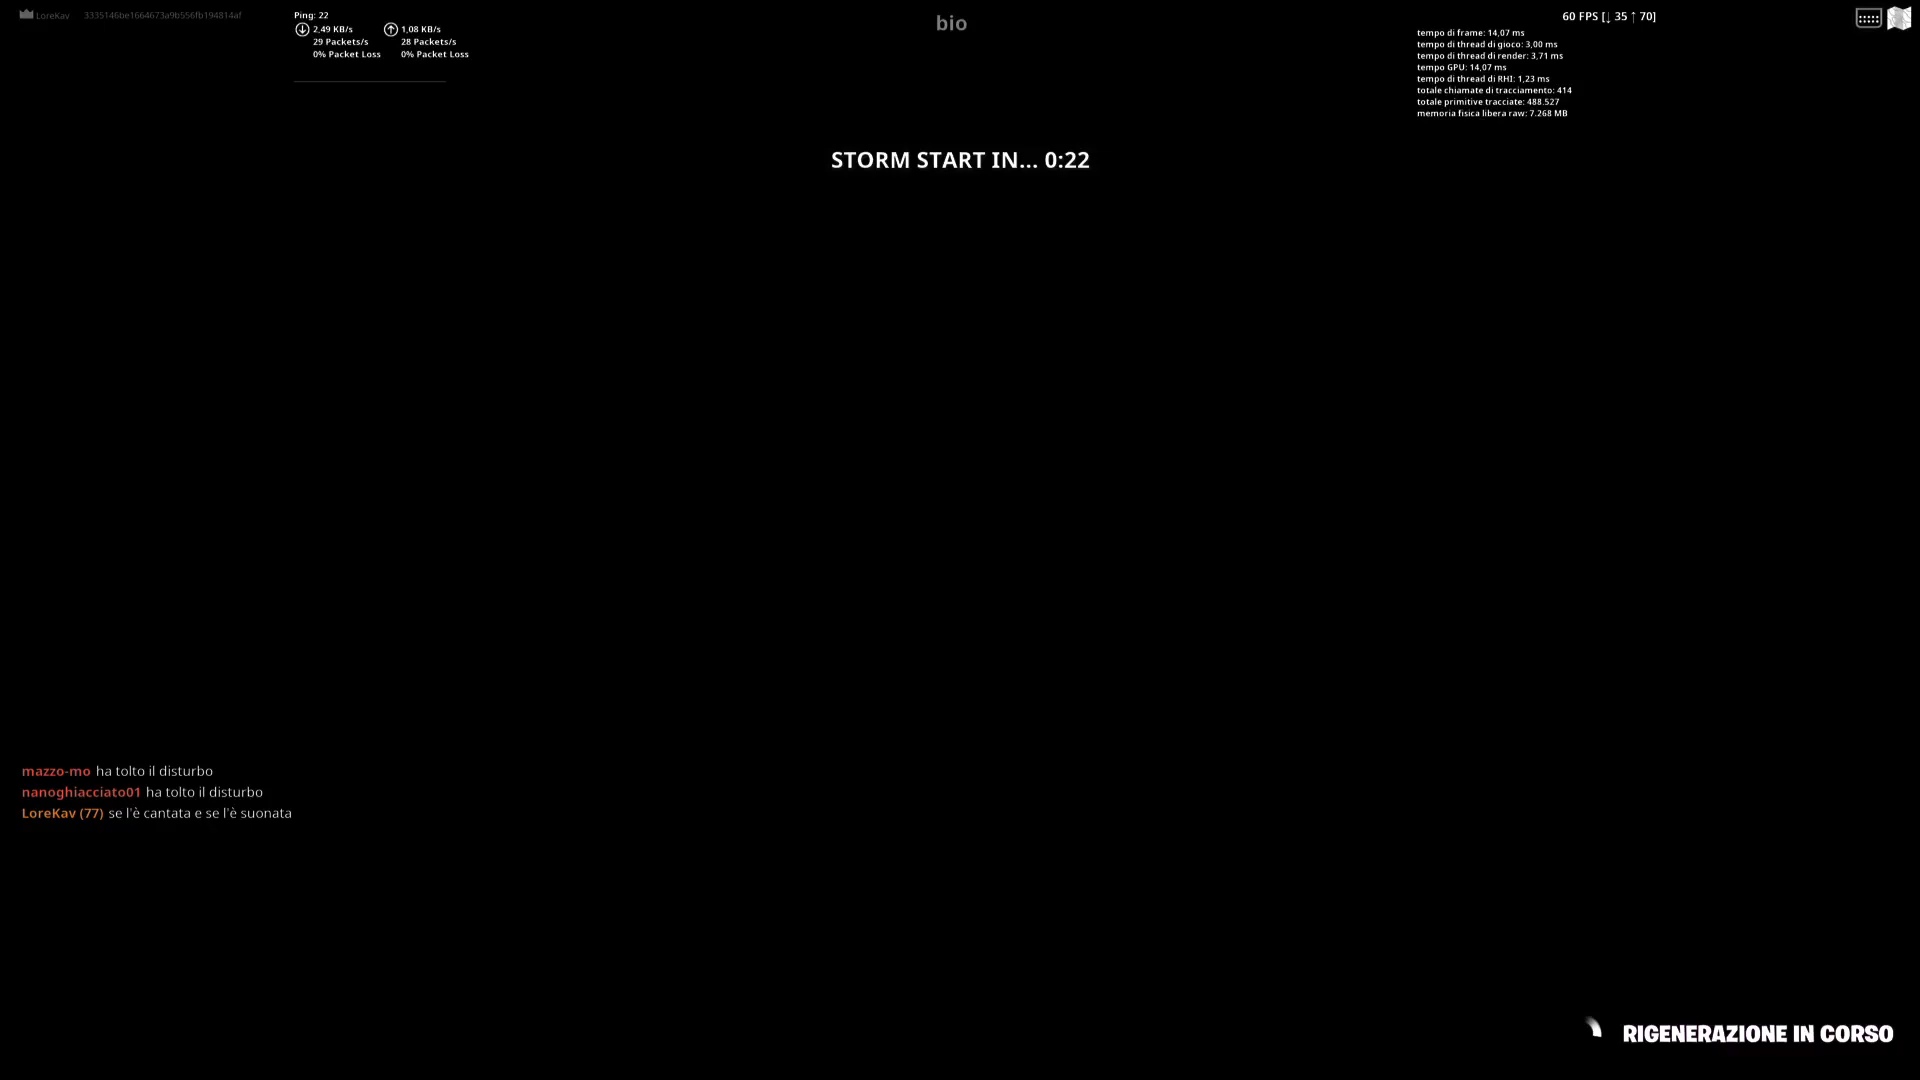 LoreKav 3335146be1664673a9b556fb194814af
Ping: 22
2,49 KB/s 1,08 KB/s
29 Packets/s 28 Packets/s
0% Packet Loss 0% Packet Loss
bio
60 FPS [↓ 35 ↑ 70]
tempo di frame: 14,07 ms
tempo di thread di gioco: 3,00 ms
tempo di thread di render: 3,71 ms
tempo GPU: 14,07 ms
tempo di thread di RHI: 1,23 ms
totale chiamate di tracciamento: 414
totale primitive tracciate: 488.527
memoria fisica libera raw: 7.268 MB
STORM START IN... 0:22
mazzo-mo ha tolto il disturbo
nanoghiacciato01 ha tolto il disturbo
LoreKav (77) se l'è cantata e se l'è suonata
RIGENERAZIONE IN CORSO